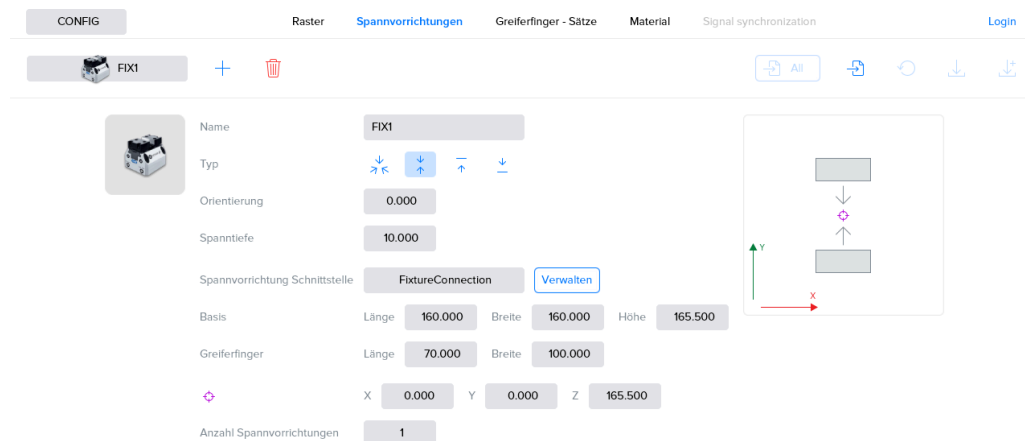 CONFIG Raster Spannvorrichtungen Greiferfinger - Sätze Material Signal synchronization Login
FIX1 All
Name FIX1
Typ
Orientierung 0.000
Spanntiefe 10.000
Spannvorrichtung Schnittstelle FixtureConnection Verwalten
Basis Länge 160.000 Breite 160.000 Höhe 165.500
Greiferfinger Länge 70.000 Breite 100.000
X 0.000 Y 0.000 Z 165.500
Anzahl Spannvorrichtungen 1
Y
X